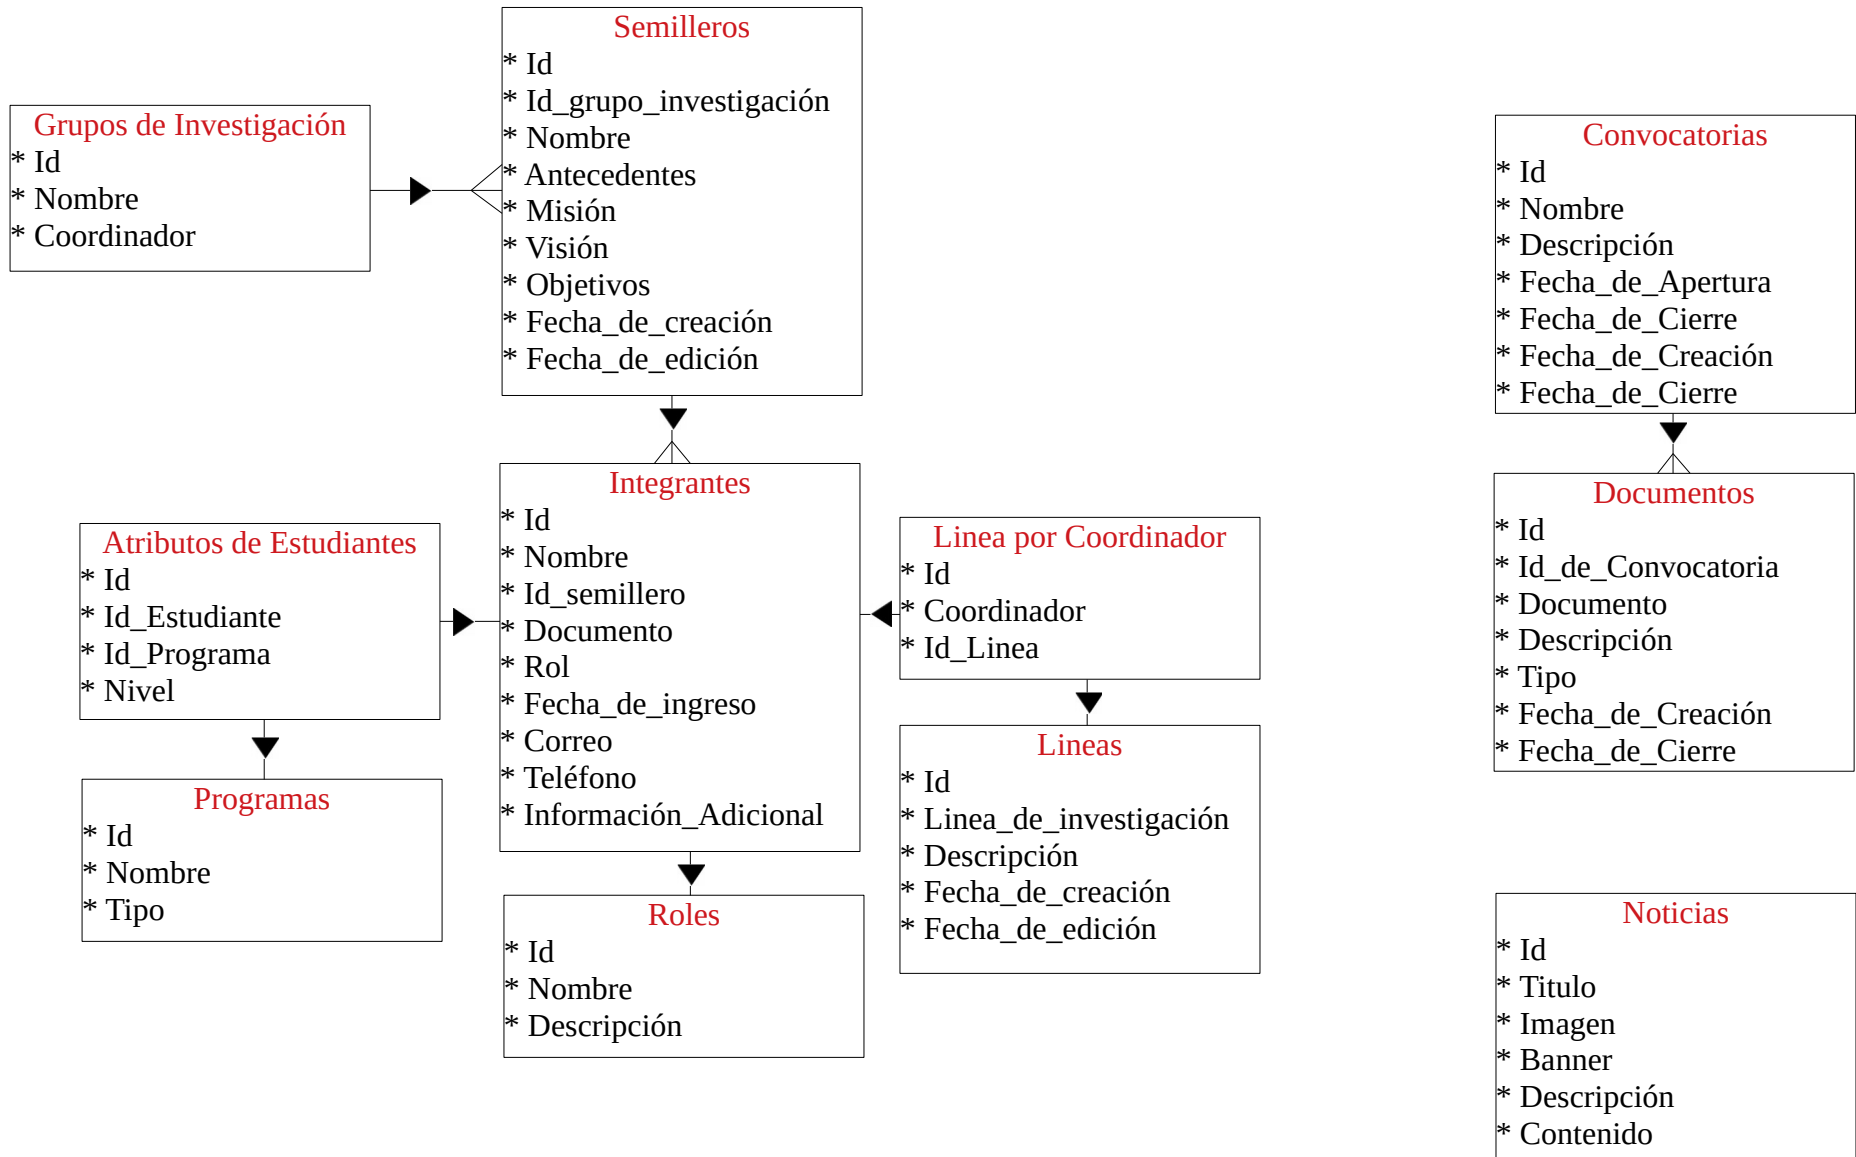 Semilleros
* Id
* Id_grupo_investigación
* Nombre
* Antecedentes
* Misión
* Visión
* Objetivos
* Fecha_de_creación
* Fecha_de_edición
Grupos de Investigación
* Id
* Nombre
* Coordinador
Integrantes
* Id
* Nombre
* Id_semillero
* Documento
* Rol
* Fecha_de_ingreso
* Correo
* Teléfono
* Información_Adicional
Atributos de Estudiantes
* Id
* Id_Estudiante
* Id_Programa
* Nivel
Programas
* Id
* Nombre
* Tipo
Roles
* Id
* Nombre
* Descripción
Linea por Coordinador
* Id
* Coordinador
* Id_Linea
Lineas
* Id
* Linea_de_investigación
* Descripción
* Fecha_de_creación
* Fecha_de_edición
Convocatorias
* Id
* Nombre
* Descripción
* Fecha_de_Apertura
* Fecha_de_Cierre
* Fecha_de_Creación
* Fecha_de_Cierre
Documentos
* Id
* Id_de_Convocatoria
* Documento
* Descripción
* Tipo
* Fecha_de_Creación
* Fecha_de_Cierre
Noticias
* Id
* Titulo
* Imagen
* Banner
* Descripción
* Contenido